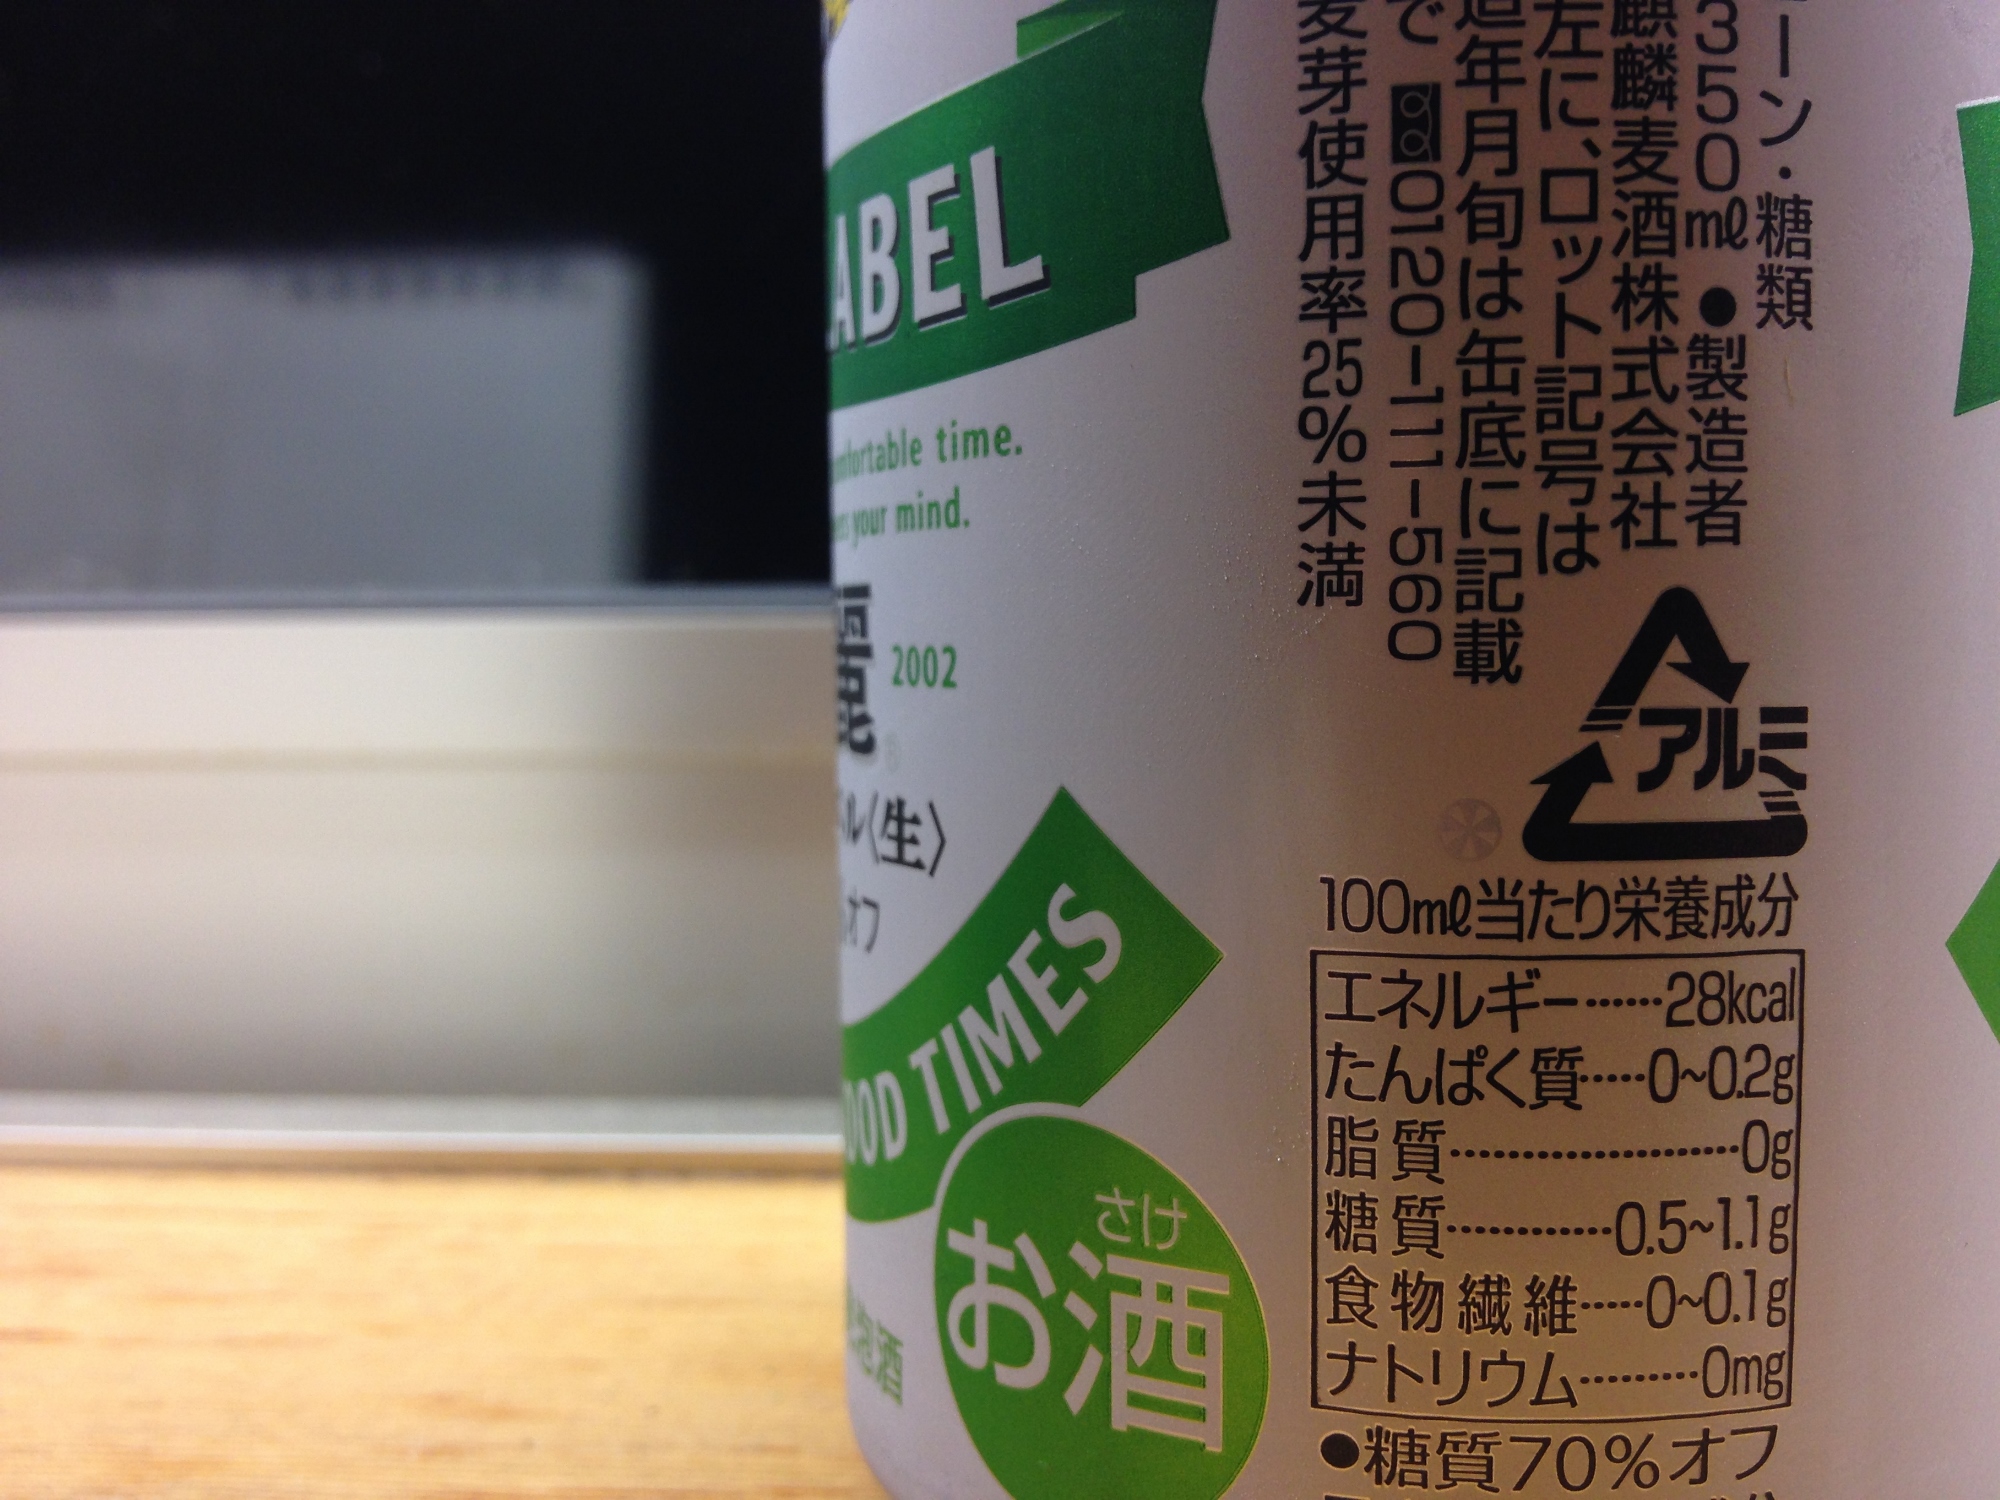 ABEL
time.
your mind.
麗 2002
ル〈生〉
オフ
OOD TIMES
さけ
お酒
泡酒
ーン・糖類
350mℓ ●製造者
麒麟麦酒株式会社
左に、ロット記号は
造年月旬は缶底に記載
で 0120-111-560
麦芽使用率25%未満
アルミ
100mℓ当たり栄養成分
エネルギー……28kcal
たんぱく質……0~0.2g
脂質……………………0g
糖質…………0.5~1.1g
食物繊維……0~0.1g
ナトリウム………0mg
●糖質70%オフ